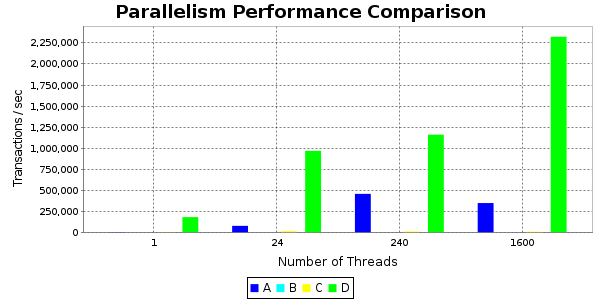 Parallelism Performance Comparison
Transactions / sec
2,250,000
2,000,000
1,750,000
1,500,000
1,250,000
1,000,000
750,000
500,000
250,000
0
1 24 240 1600
Number of Threads
A B C D